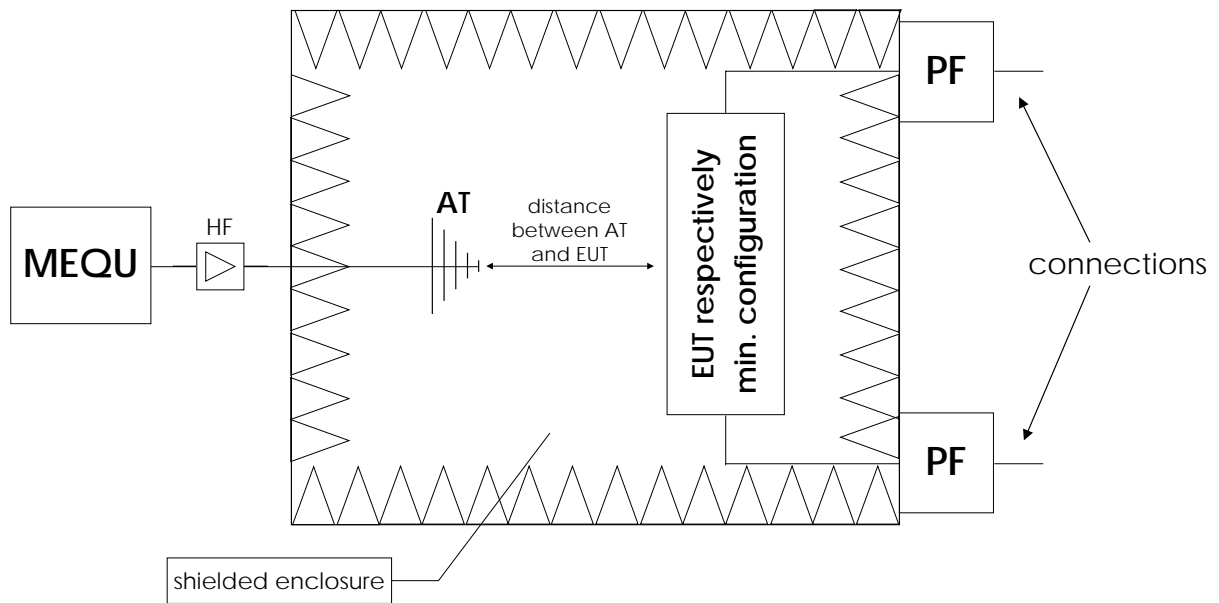 PF
HF
AT
distance
between AT
and EUT
EUT respectively
min. configuration
MEQU
connections
PF
shielded enclosure